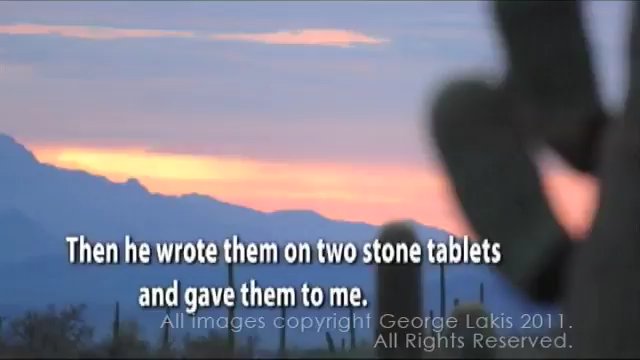 Then he wrote them on two stone tablets
and gave them to me.
All images copyright George Lakis 2011.
All Rights Reserved.